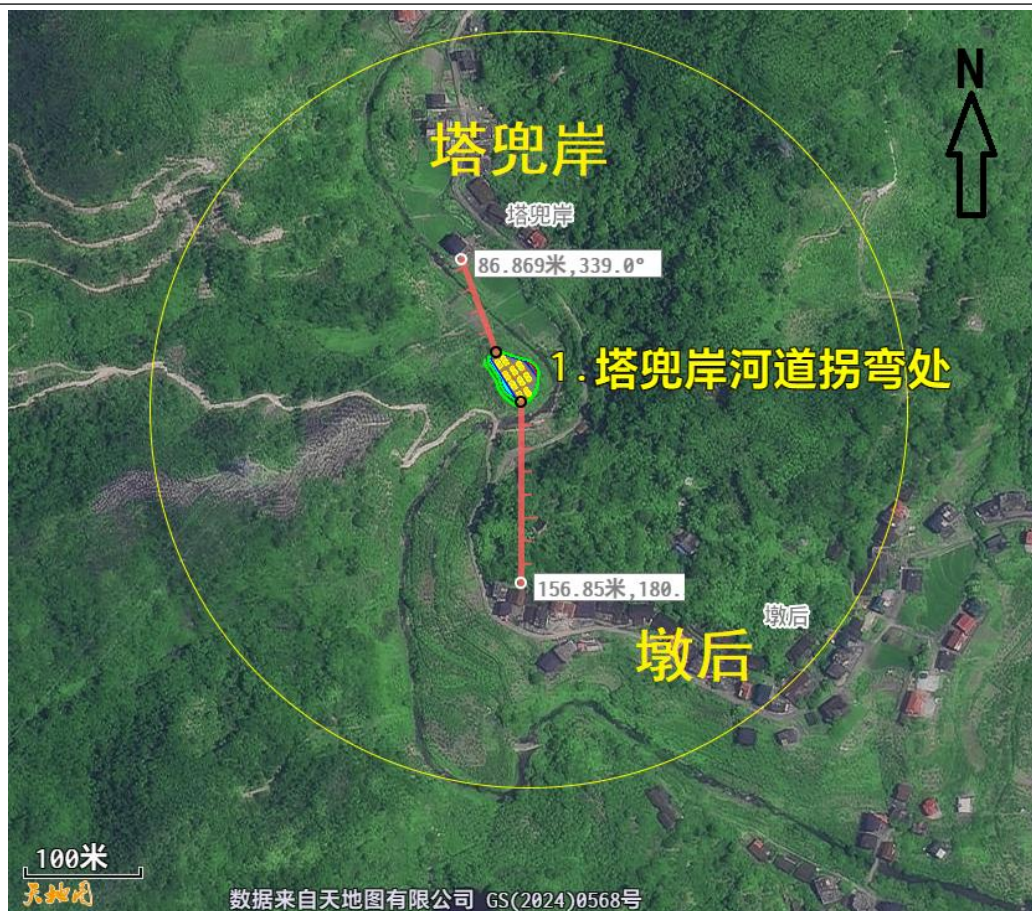 N
塔兜岸
塔兜岸
86.869米,339.0°
1.塔兜岸河道拐弯处
156.85米,180.
墩后
墩后
100米
天地图
数据来自天地图有限公司 GS(2024)0568号